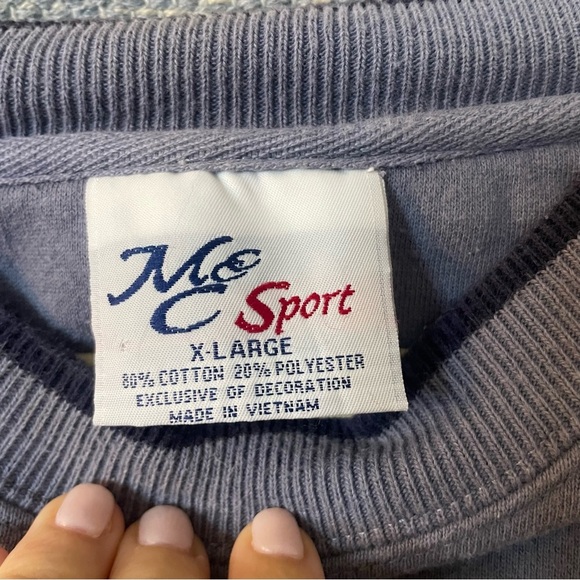 MCC Sport
X-LARGE
80% COTTON 20% POLYESTER
EXCLUSIVE OF DECORATION
MADE IN VIETNAM